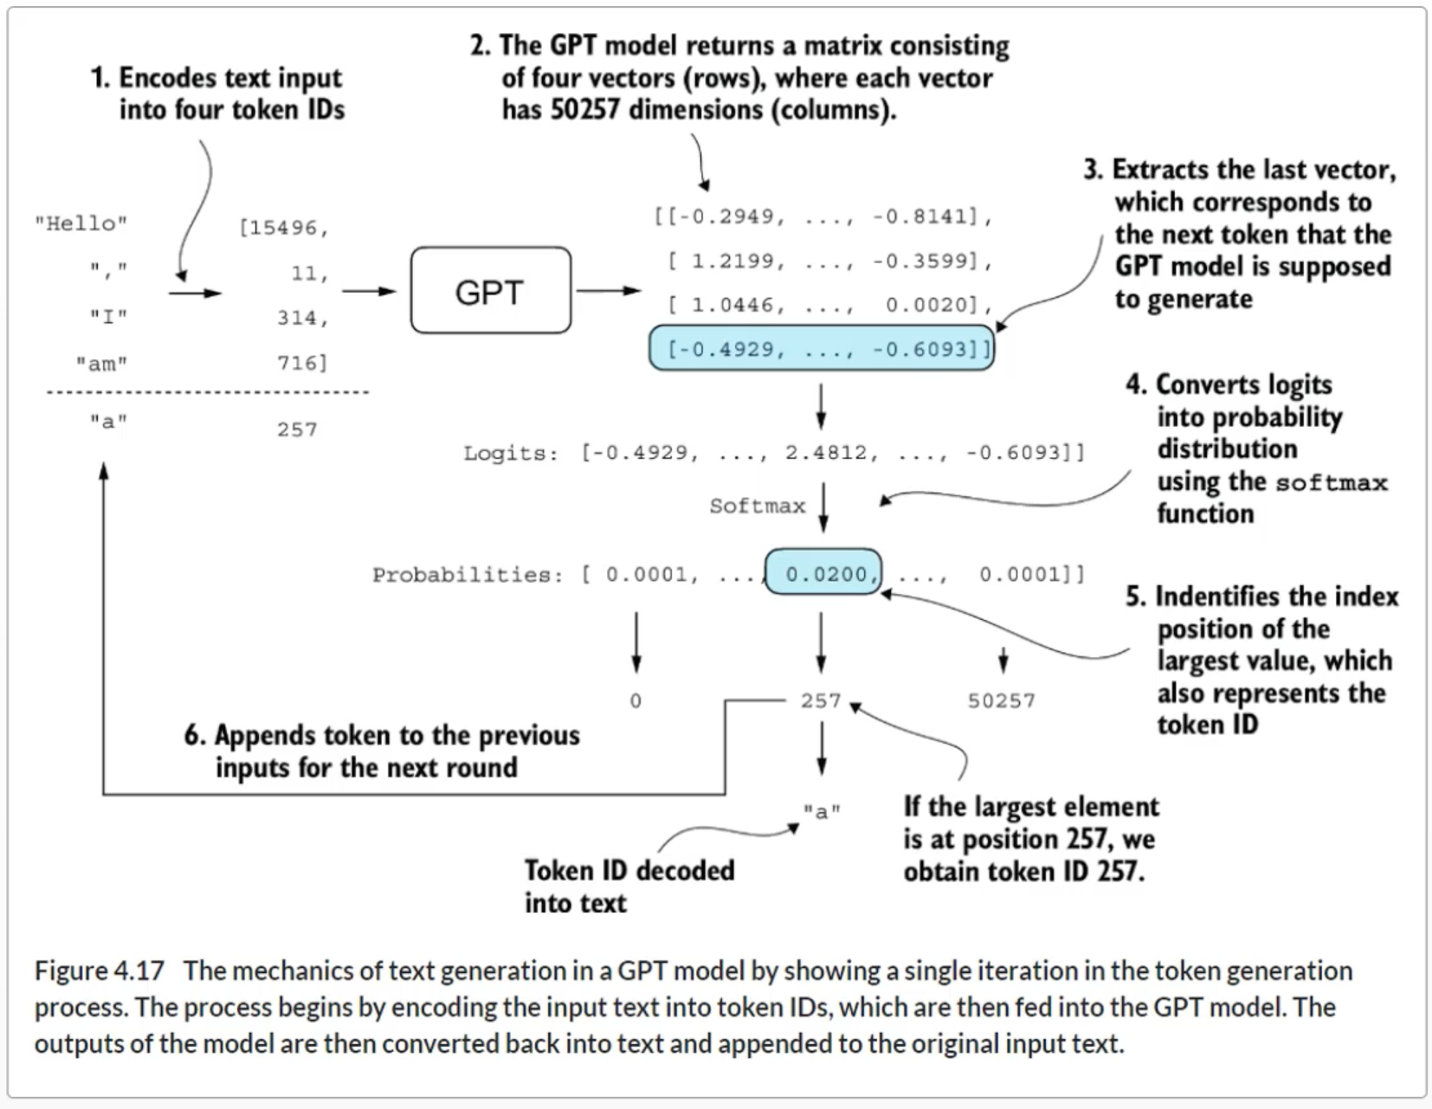 1. Encodes text input
into four token IDs
2. The GPT model returns a matrix consisting
of four vectors (rows), where each vector
has 50257 dimensions (columns).
3. Extracts the last vector,
which corresponds to
the next token that the
GPT model is supposed
to generate
"Hello"
","
"I"
"am"
"a"
[15496,
11,
314,
716]
257
GPT
[[-0.2949, ..., -0.8141],
[ 1.2199, ..., -0.3599],
[ 1.0446, ..., 0.0020],
[-0.4929, ..., -0.6093]]
4. Converts logits
into probability
distribution
using the softmax
function
Logits: [-0.4929, ..., 2.4812, ..., -0.6093]]
Softmax
Probabilities: [ 0.0001, ..., 0.0200, ..., 0.0001]]
5. Indentifies the index
position of the
largest value, which
also represents the
token ID
0 257 50257
6. Appends token to the previous
inputs for the next round
"a"
If the largest element
is at position 257, we
obtain token ID 257.
Token ID decoded
into text
Figure 4.17 The mechanics of text generation in a GPT model by showing a single iteration in the token generation
process. The process begins by encoding the input text into token IDs, which are then fed into the GPT model. The
outputs of the model are then converted back into text and appended to the original input text.